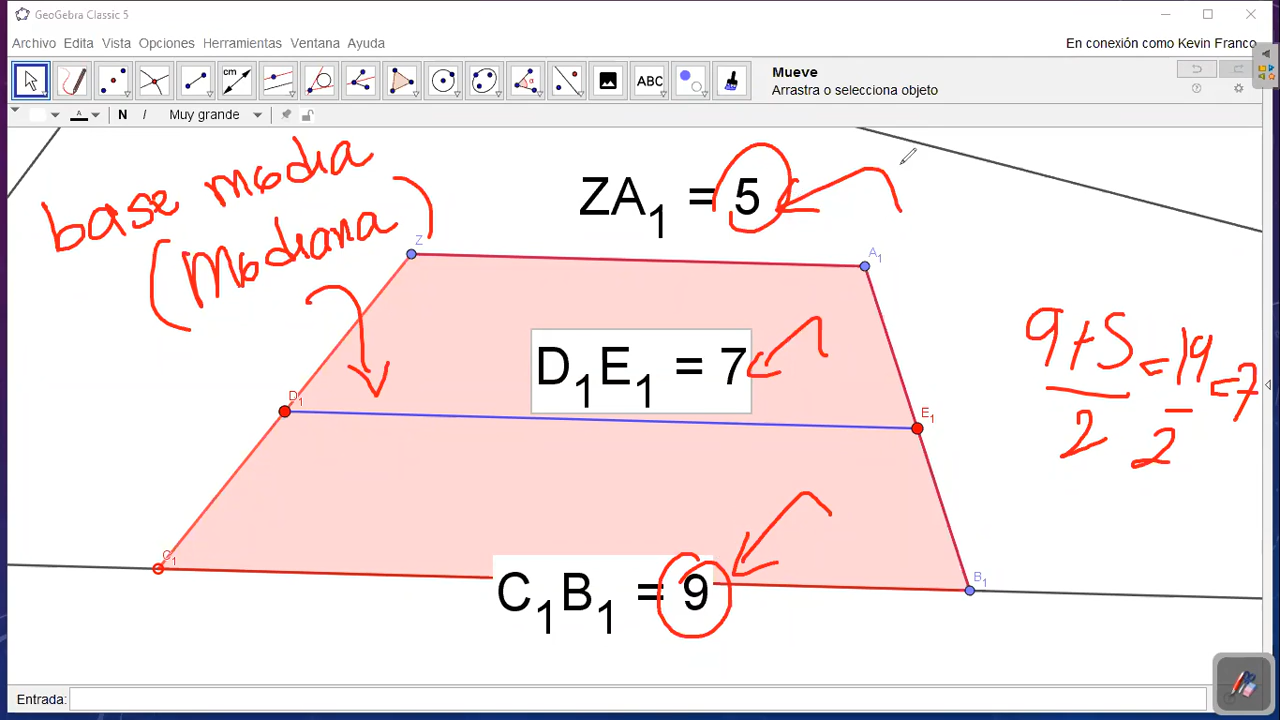 GeoGebra Classic 5
Archivo Edita Vista Opciones Herramientas Ventana Ayuda
En conexión como Kevin Franco
cm
ABC
Mueve
Arrastra o selecciona objeto
A N I Muy grande
base media
(Mediana)
ZA1 = 5
Z
A1
D1E1 = 7
9+5/2 = 14/2 = 7
D1
E1
C1
C1B1 = 9
B1
Entrada: